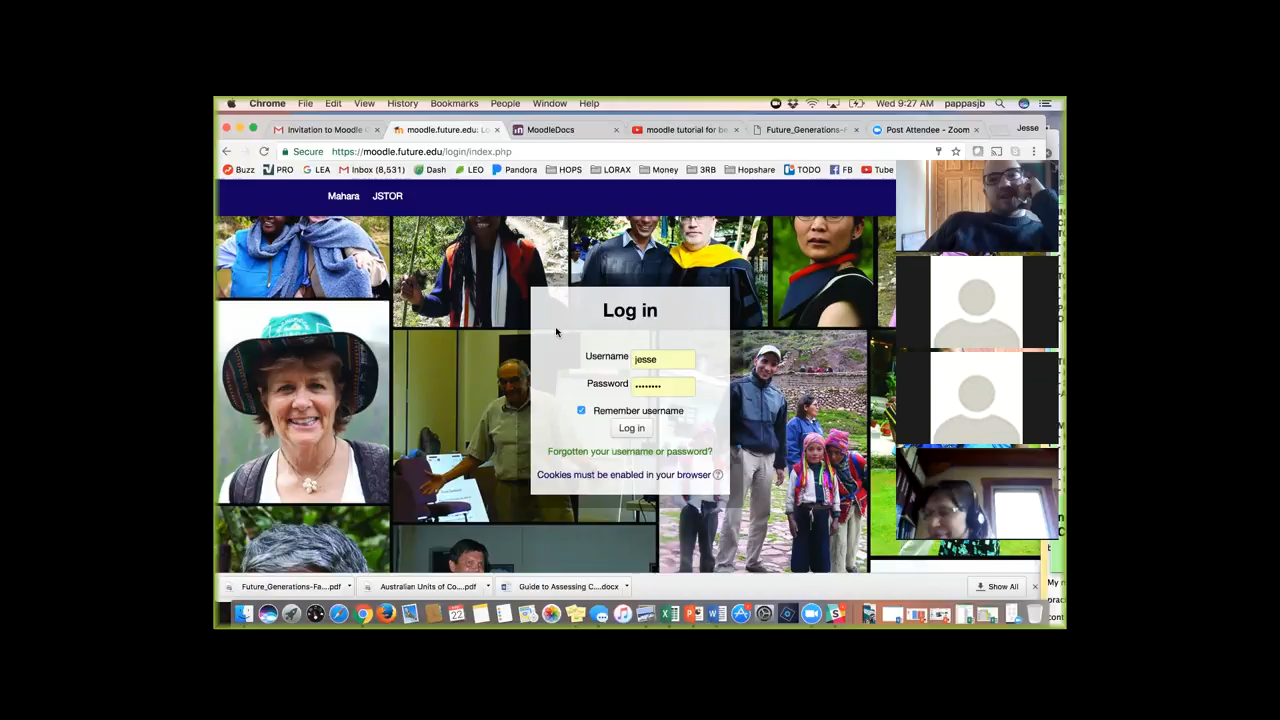 Chrome File Edit View History Bookmarks People Window Help Wed 9:27 AM pappasjb
Invitation to Moodle moodle.future.edu: Lo MoodleDocs moodle tutorial for be Future_Generations-F Post Attendee - Zoom Jesse
Secure https://moodle.future.edu/login/index.php
Buzz PRO LEA Inbox (8,531) Dash LEO Pandora HOPS LORAX Money 3RB Hopshare TODO FB Tube
Mahara JSTOR
Log in
Username jesse
Password ••••••••
Remember username
Log in
Forgotten your username or password?
Cookies must be enabled in your browser
Future_Generations-Fa....pdf Australian Units of Co....pdf Guide to Assessing C....docx Show All